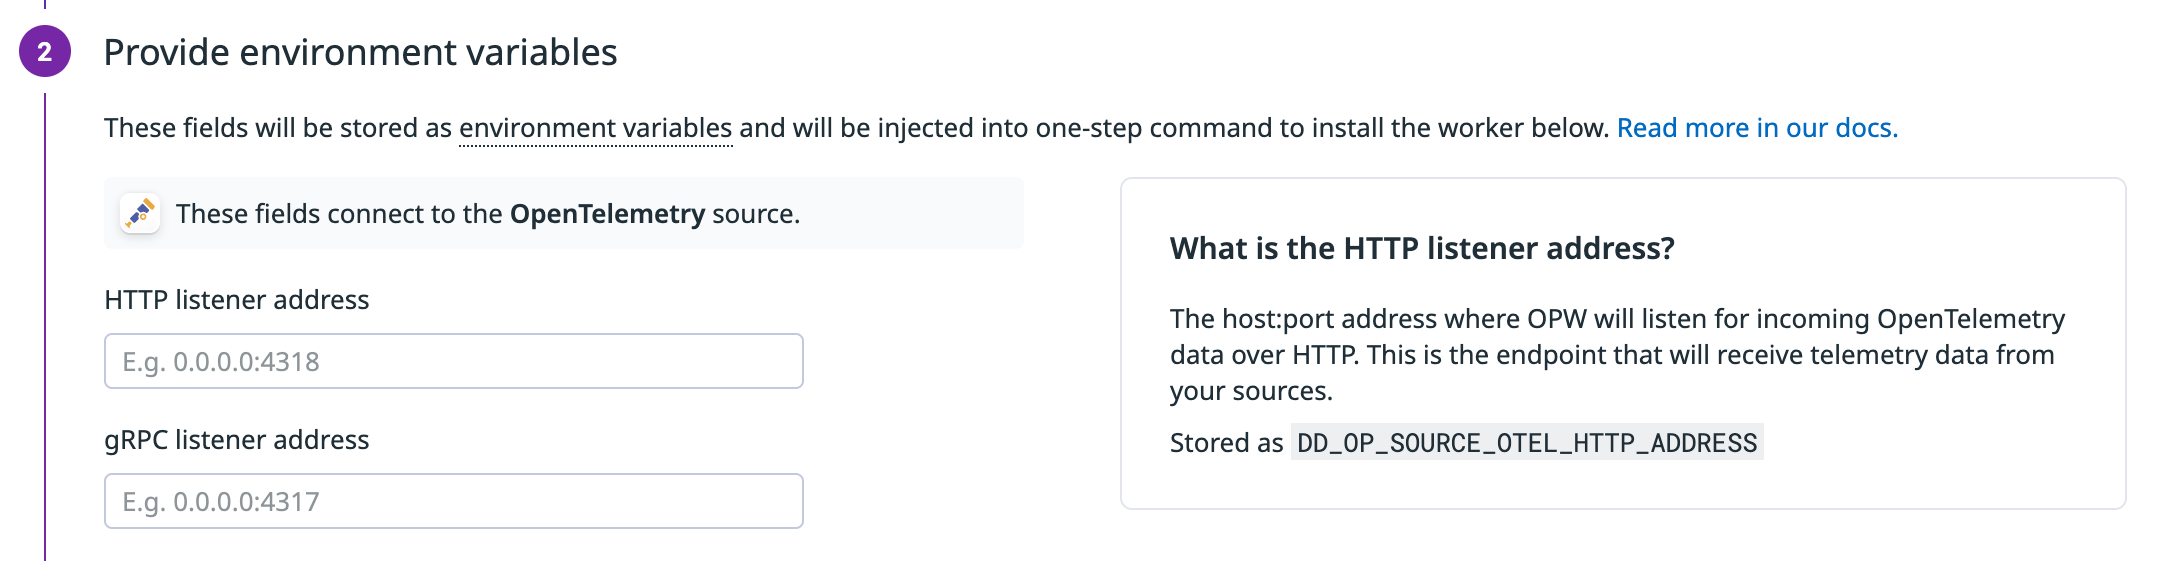 2
Provide environment variables
These fields will be stored as environment variables and will be injected into one-step command to install the worker below. Read more in our docs.
These fields connect to the OpenTelemetry source.
HTTP listener address
E.g. 0.0.0.0:4318
gRPC listener address
E.g. 0.0.0.0:4317
What is the HTTP listener address?
The host:port address where OPW will listen for incoming OpenTelemetry
data over HTTP. This is the endpoint that will receive telemetry data from
your sources.
Stored as DD_OP_SOURCE_OTEL_HTTP_ADDRESS